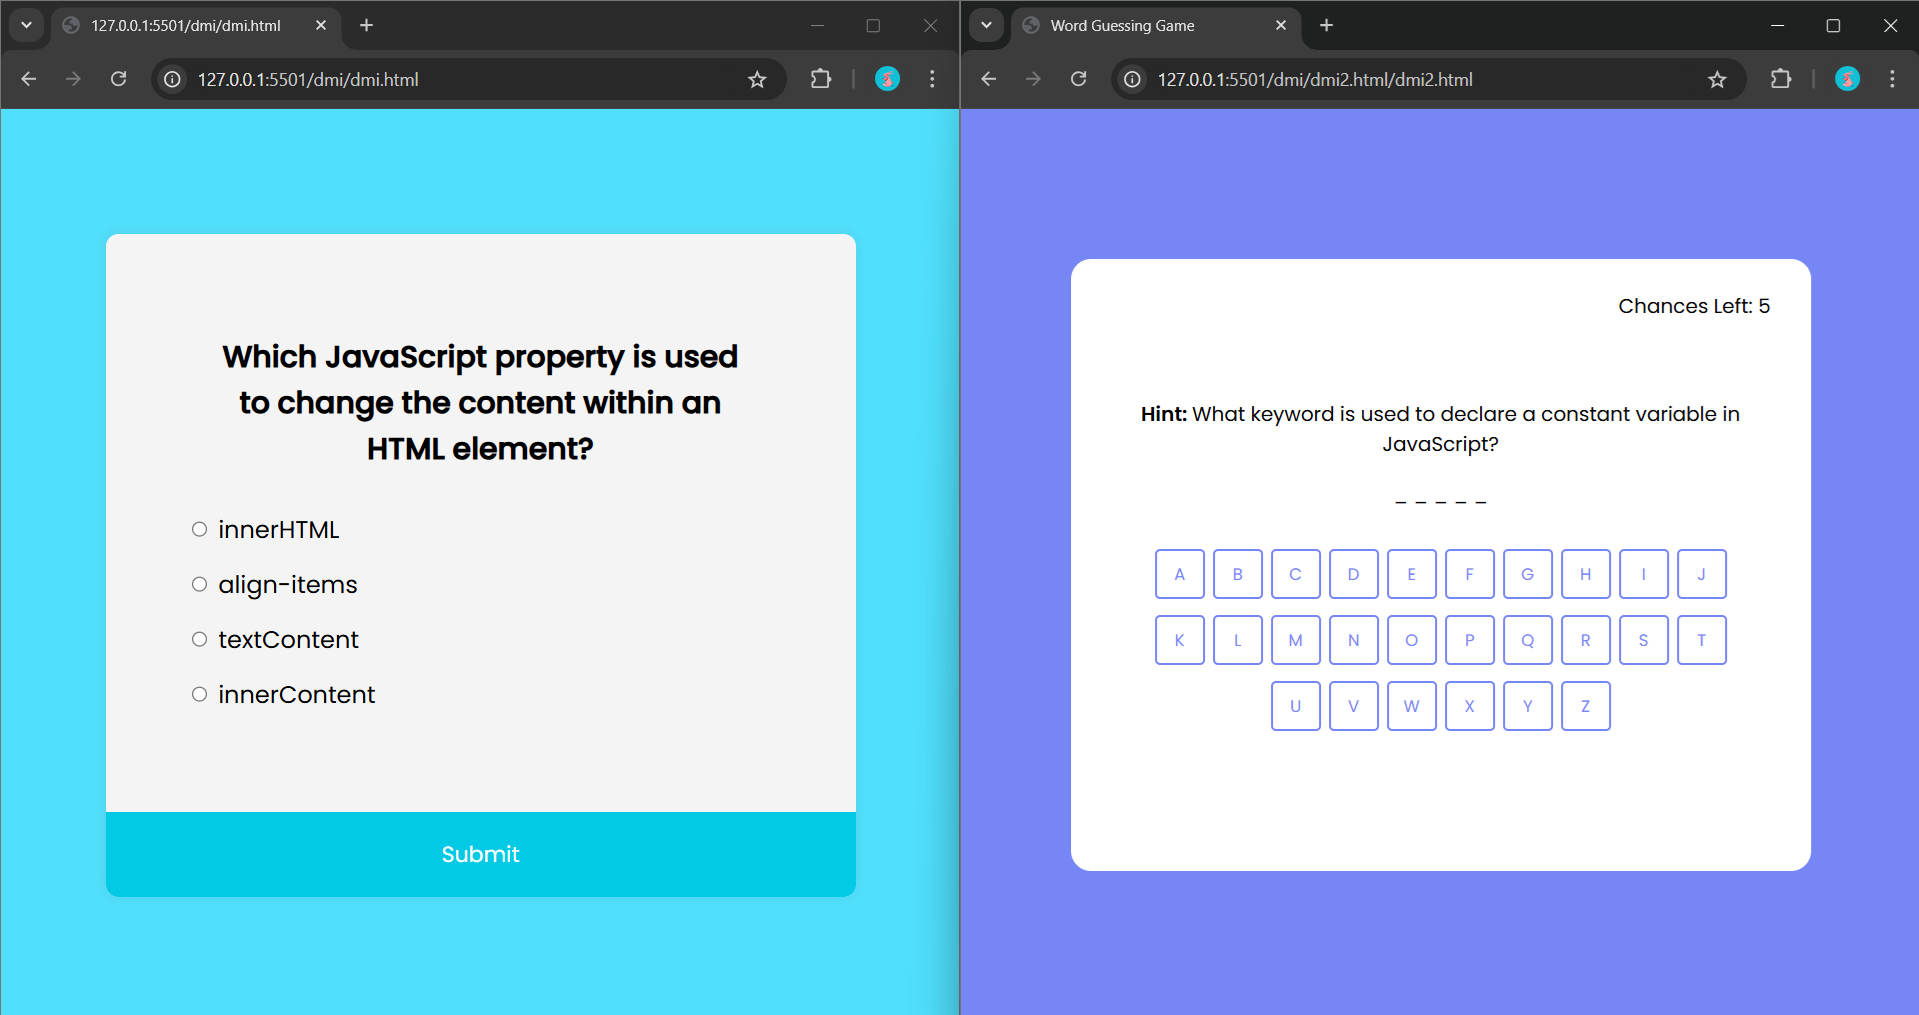 127.0.0.1:5501/dmi/dmi.html
127.0.0.1:5501/dmi/dmi.html
Which JavaScript property is used
to change the content within an
HTML element?
innerHTML
align-items
textContent
innerContent
Submit
Word Guessing Game
127.0.0.1:5501/dmi/dmi2.html/dmi2.html
Chances Left: 5
Hint: What keyword is used to declare a constant variable in
JavaScript?
_ _ _ _ _
A B C D E F G H I J
K L M N O P Q R S T
U V W X Y Z